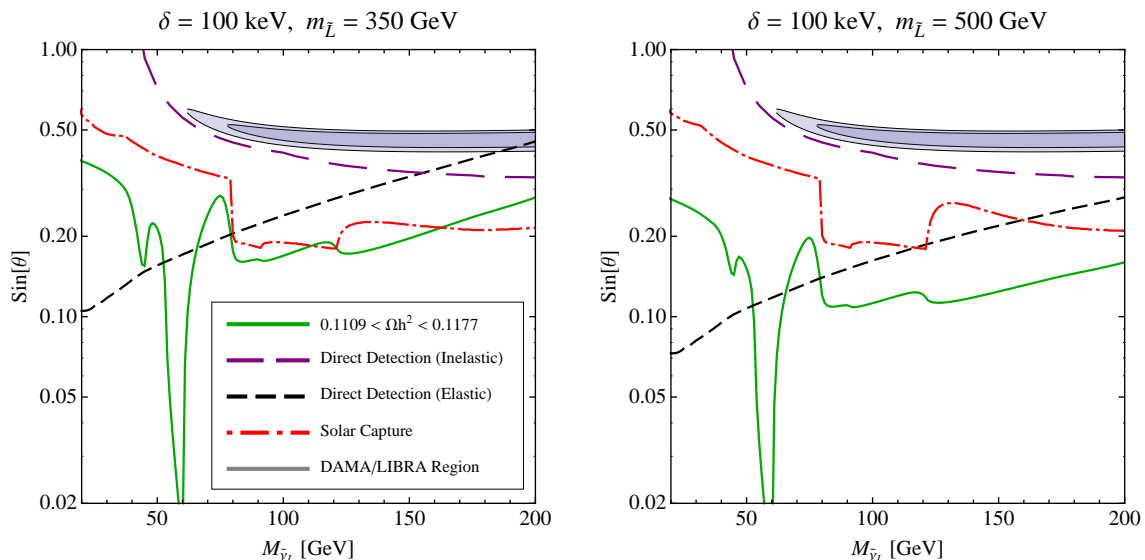 δ = 100 keV, m_L̃ = 350 GeV
1.00
0.50
0.20
0.10
0.05
0.02
Sin[θ]
0.1109 < Ωh² < 0.1177
Direct Detection (Inelastic)
Direct Detection (Elastic)
Solar Capture
DAMA/LIBRA Region
50 100 150 200
M_ν̃₁ [GeV]
δ = 100 keV, m_L̃ = 500 GeV
1.00
0.50
0.20
0.10
0.05
0.02
Sin[θ]
50 100 150 200
M_ν̃₁ [GeV]